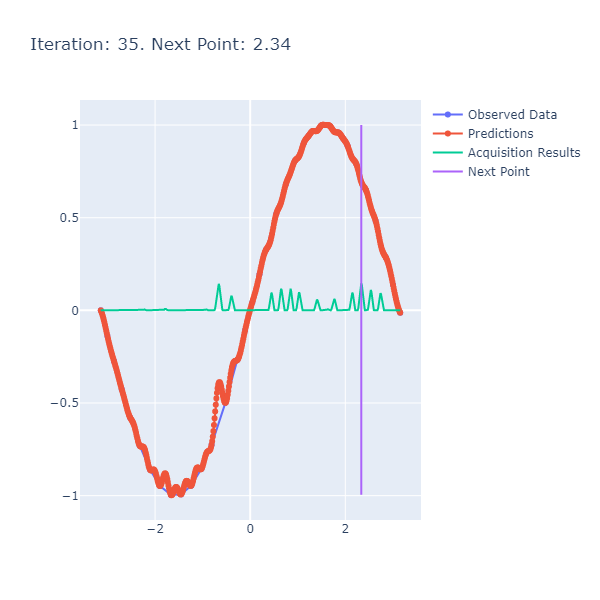 Iteration: 35. Next Point: 2.34
Observed Data
Predictions
Acquisition Results
Next Point
1
0.5
0
−0.5
−1
−2
0
2